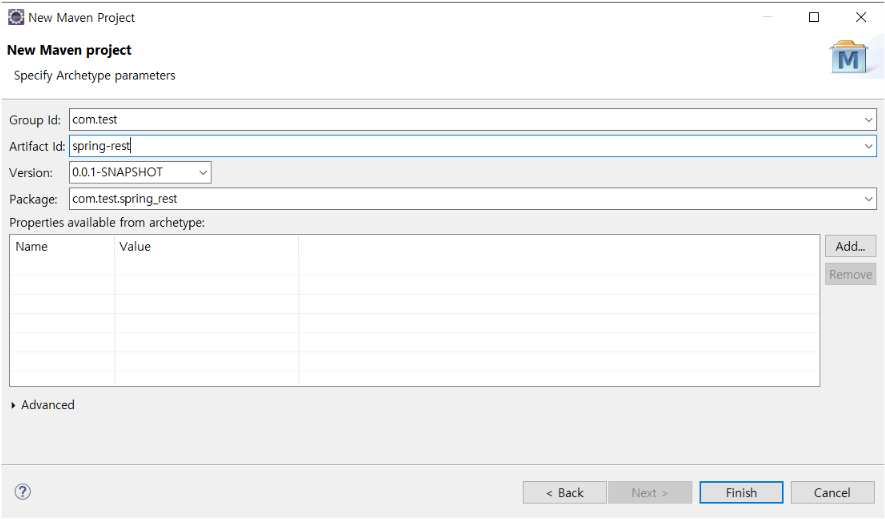 New Maven Project
New Maven project
Specify Archetype parameters
M
Group Id: com.test
Artifact Id: spring-rest
Version: 0.0.1-SNAPSHOT
Package: com.test.spring_rest
Properties available from archetype:
Name Value
Add...
Remove
Advanced
? < Back Next > Finish Cancel